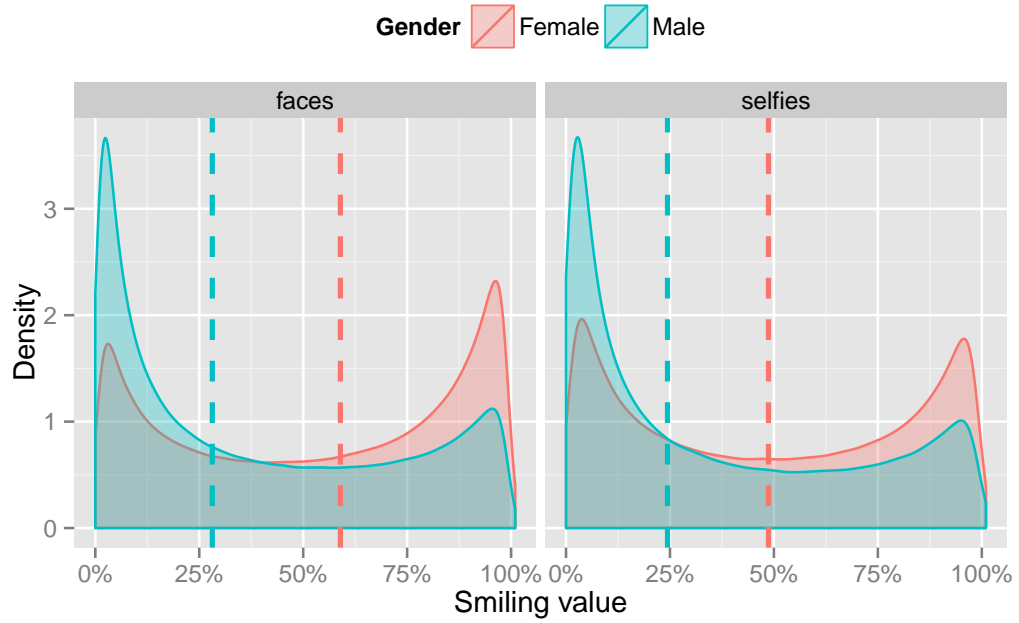 Gender Female Male
faces selfies
3
2
1
0
Density
0% 25% 50% 75% 100% 0% 25% 50% 75% 100%
Smiling value